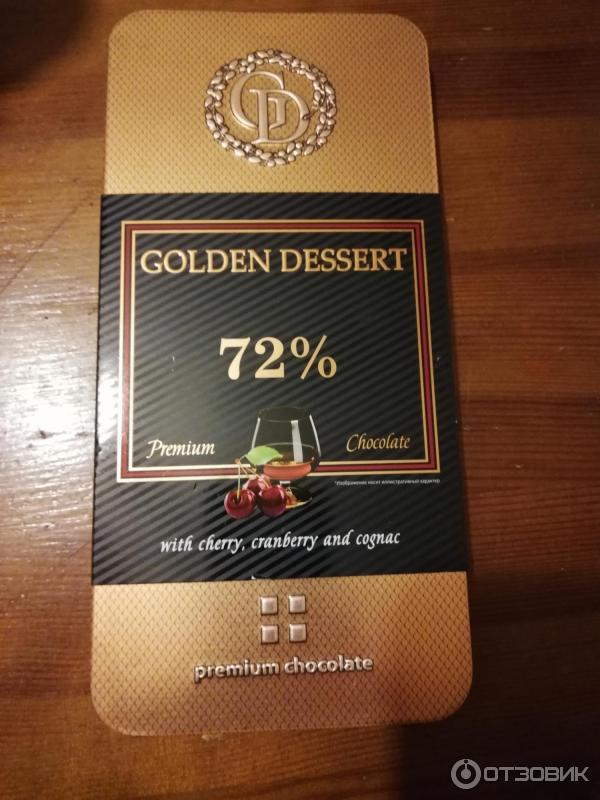 GD
GOLDEN DESSERT
72%
Premium Chocolate
*Изображение носит иллюстративный характер
with cherry, cranberry and cognac
premium chocolate
ОТЗОВИК